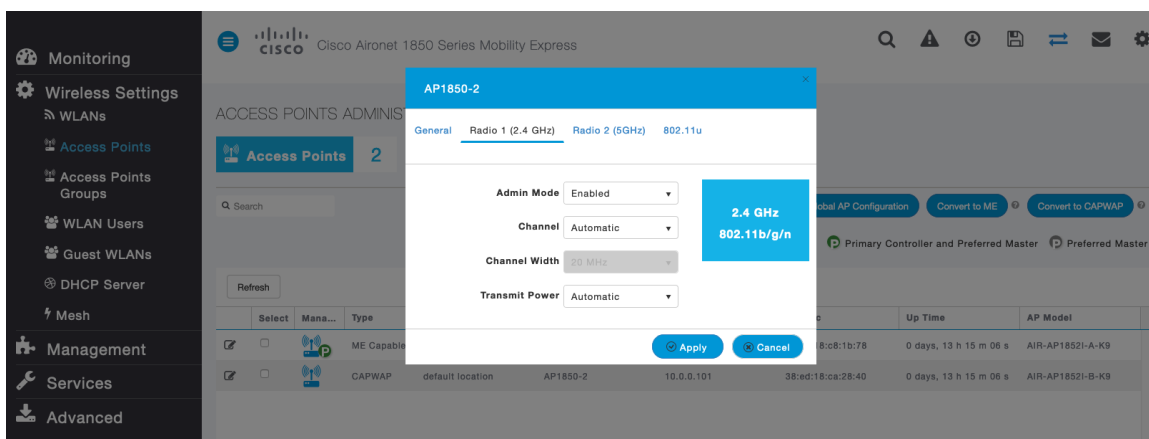 Monitoring
Wireless Settings
WLANs
Access Points
Access Points
Groups
WLAN Users
Guest WLANs
DHCP Server
Mesh
Management
Services
Advanced
CISCO Cisco Aironet 1850 Series Mobility Express
ACCESS POINTS ADMINIS
Access Points 2
Search
AP1850-2
General Radio 1 (2.4 GHz) Radio 2 (5GHz) 802.11u
Admin Mode Enabled
Channel Automatic
Channel Width 20 MHz
Transmit Power Automatic
2.4 GHz
802.11b/g/n
Apply Cancel
obal AP Configuration Convert to ME Convert to CAPWAP
P Primary Controller and Preferred Master P Preferred Master
Refresh
Select Mana... Type Up Time AP Model
P ME Capable 18:c8:1b:78 0 days, 13 h 15 m 06 s AIR-AP1852I-A-K9
CAPWAP default location AP1850-2 10.0.0.101 38:ed:18:ca:28:40 0 days, 13 h 15 m 06 s AIR-AP1852I-B-K9